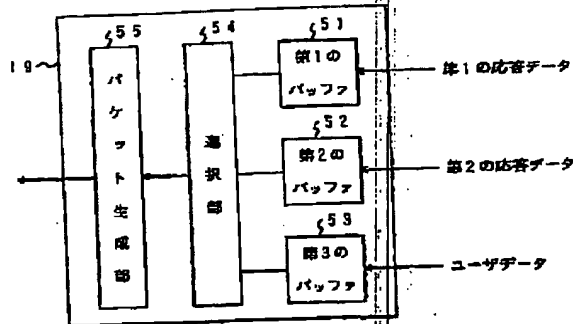 19
55
パケット生成部
54
選択部
51
第1の
バッファ
第1の応答データ
52
第2の
バッファ
第2の応答データ
53
第3の
バッファ
ユーザデータ